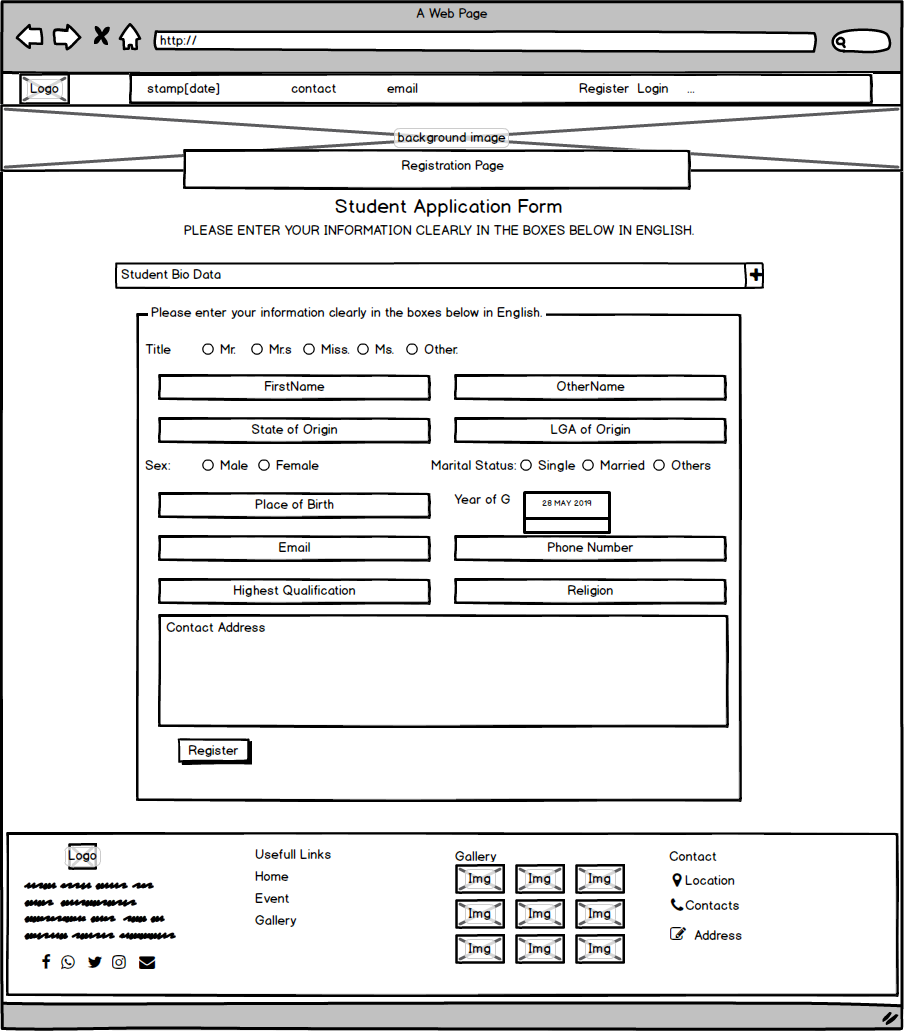 A Web Page
http://
Logo stamp[date] contact email Register Login ...
background image
Registration Page
Student Application Form
PLEASE ENTER YOUR INFORMATION CLEARLY IN THE BOXES BELOW IN ENGLISH.
Student Bio Data
Please enter your information clearly in the boxes below in English.
Title Mr. Mr.s Miss. Ms. Other.
FirstName OtherName
State of Origin LGA of Origin
Sex: Male Female Marital Status: Single Married Others
Place of Birth Year of G 28 MAY 2019
Email Phone Number
Highest Qualification Religion
Contact Address
Register
Logo
Usefull Links
Home
Event
Gallery
Gallery
Img Img Img
Img Img Img
Img Img Img
Contact
Location
Contacts
Address